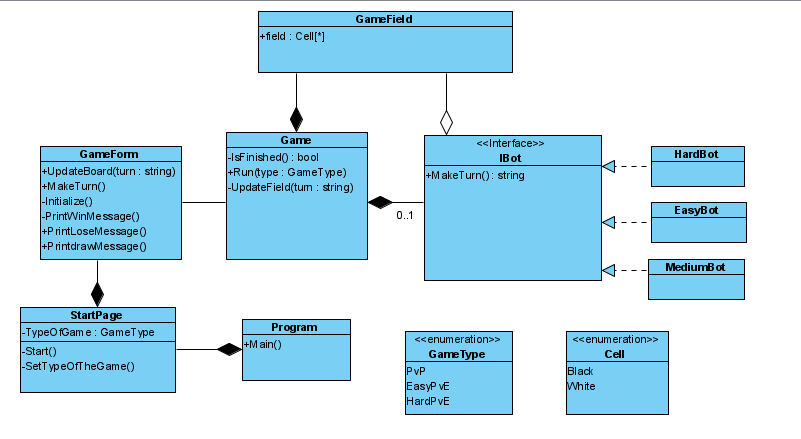 GameField
+field : Cell[*]
Game
-IsFinished() : bool
+Run(type : GameType)
-UpdateField(turn : string)
<<Interface>>
IBot
+MakeTurn() : string
0..1
HardBot
EasyBot
MediumBot
GameForm
+UpdateBoard(turn : string)
+MakeTurn()
-Initialize()
-PrintWinMessage()
+PrintLoseMessage()
+PrintdrawMessage()
StartPage
-TypeOfGame : GameType
-Start()
-SetTypeOfTheGame()
Program
+Main()
<<enumeration>>
GameType
PvP
EasyPvE
HardPvE
<<enumeration>>
Cell
Black
White